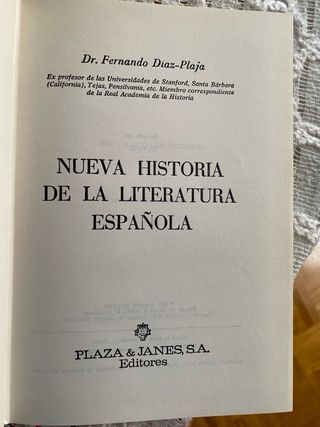 Dr. Fernando Díaz-Plaja
Ex profesor de las Universidades de Stanford, Santa Bárbara
(California), Tejas, Pensilvania, etc. Miembro correspondiente
de la Real Academia de la Historia
NUEVA HISTORIA
DE LA LITERATURA
ESPAÑOLA
PLAZA & JANES, S.A.
Editores